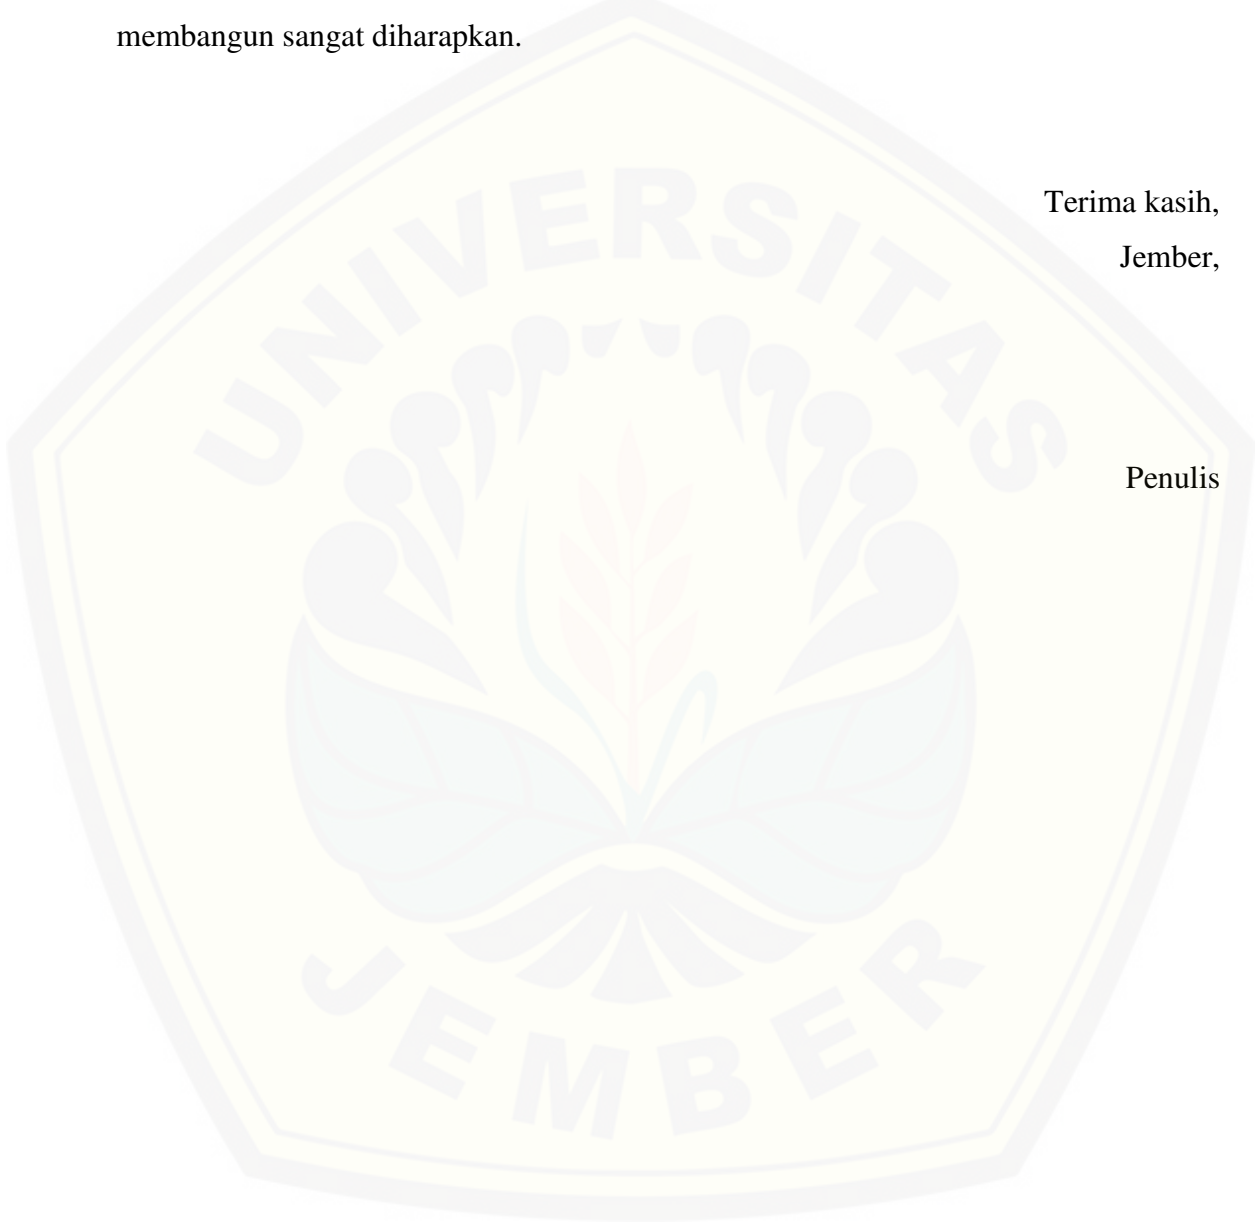 membangun sangat diharapkan.
Terima kasih,
Jember,
Penulis
UNIVERSITAS
JEMBER